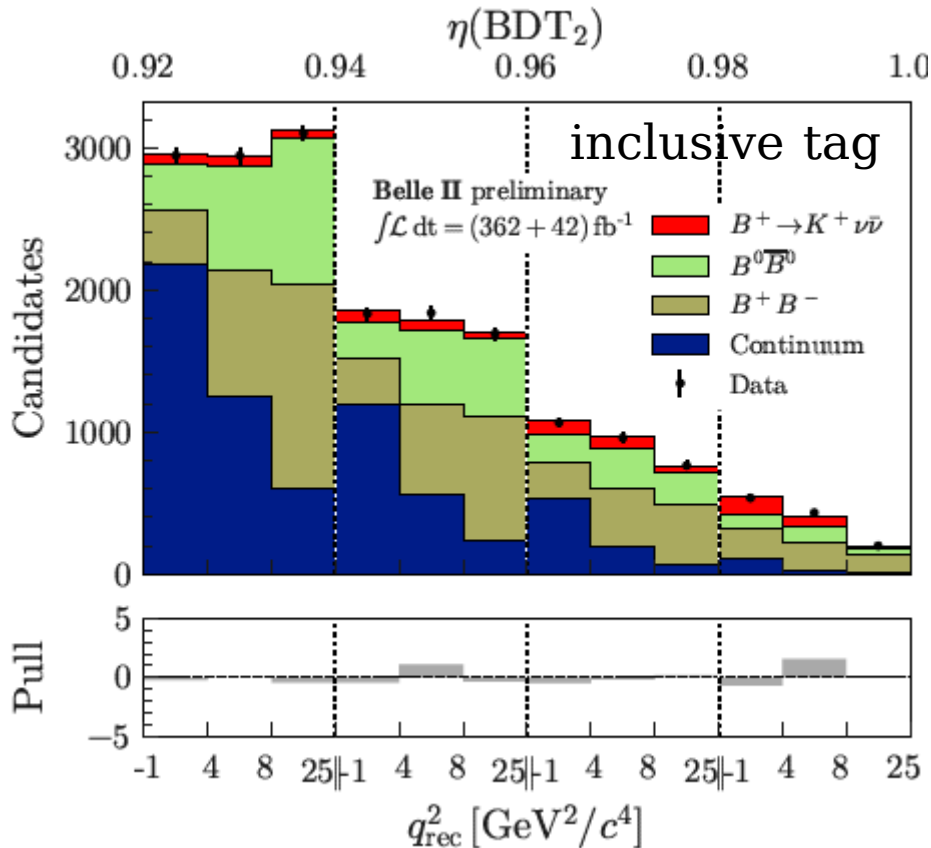 η(BDT₂)
0.92 0.94 0.96 0.98 1.0
inclusive tag
Belle II preliminary
∫ℒ dt = (362 + 42) fb⁻¹
B⁺→K⁺νν̄
B⁰B̅⁰
B⁺B⁻
Continuum
Data
Candidates
3000
2000
1000
0
Pull
5
0
−5
-1 4 8 25 -1 4 8 25 -1 4 8 25 -1 4 8 25
q²rec [GeV²/c⁴]